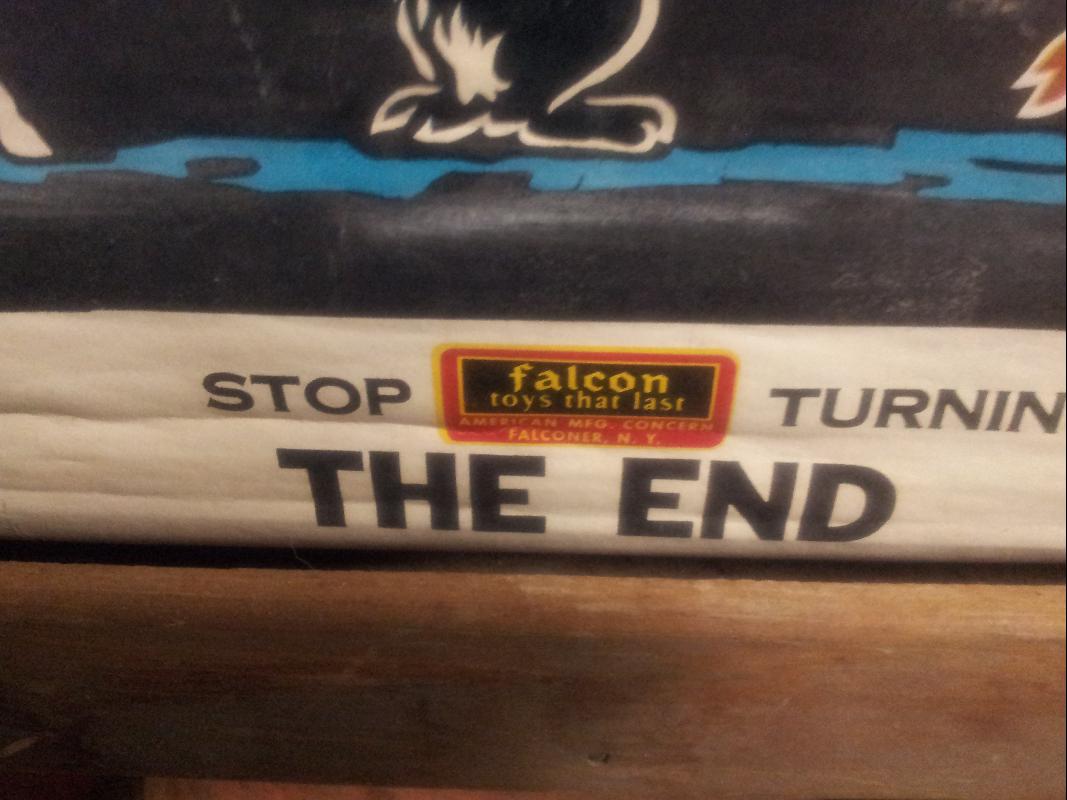 STOP
falcon
toys that last
AMERICAN MFG. CONCERN
FALCONER, N. Y.
TURNIN
THE END